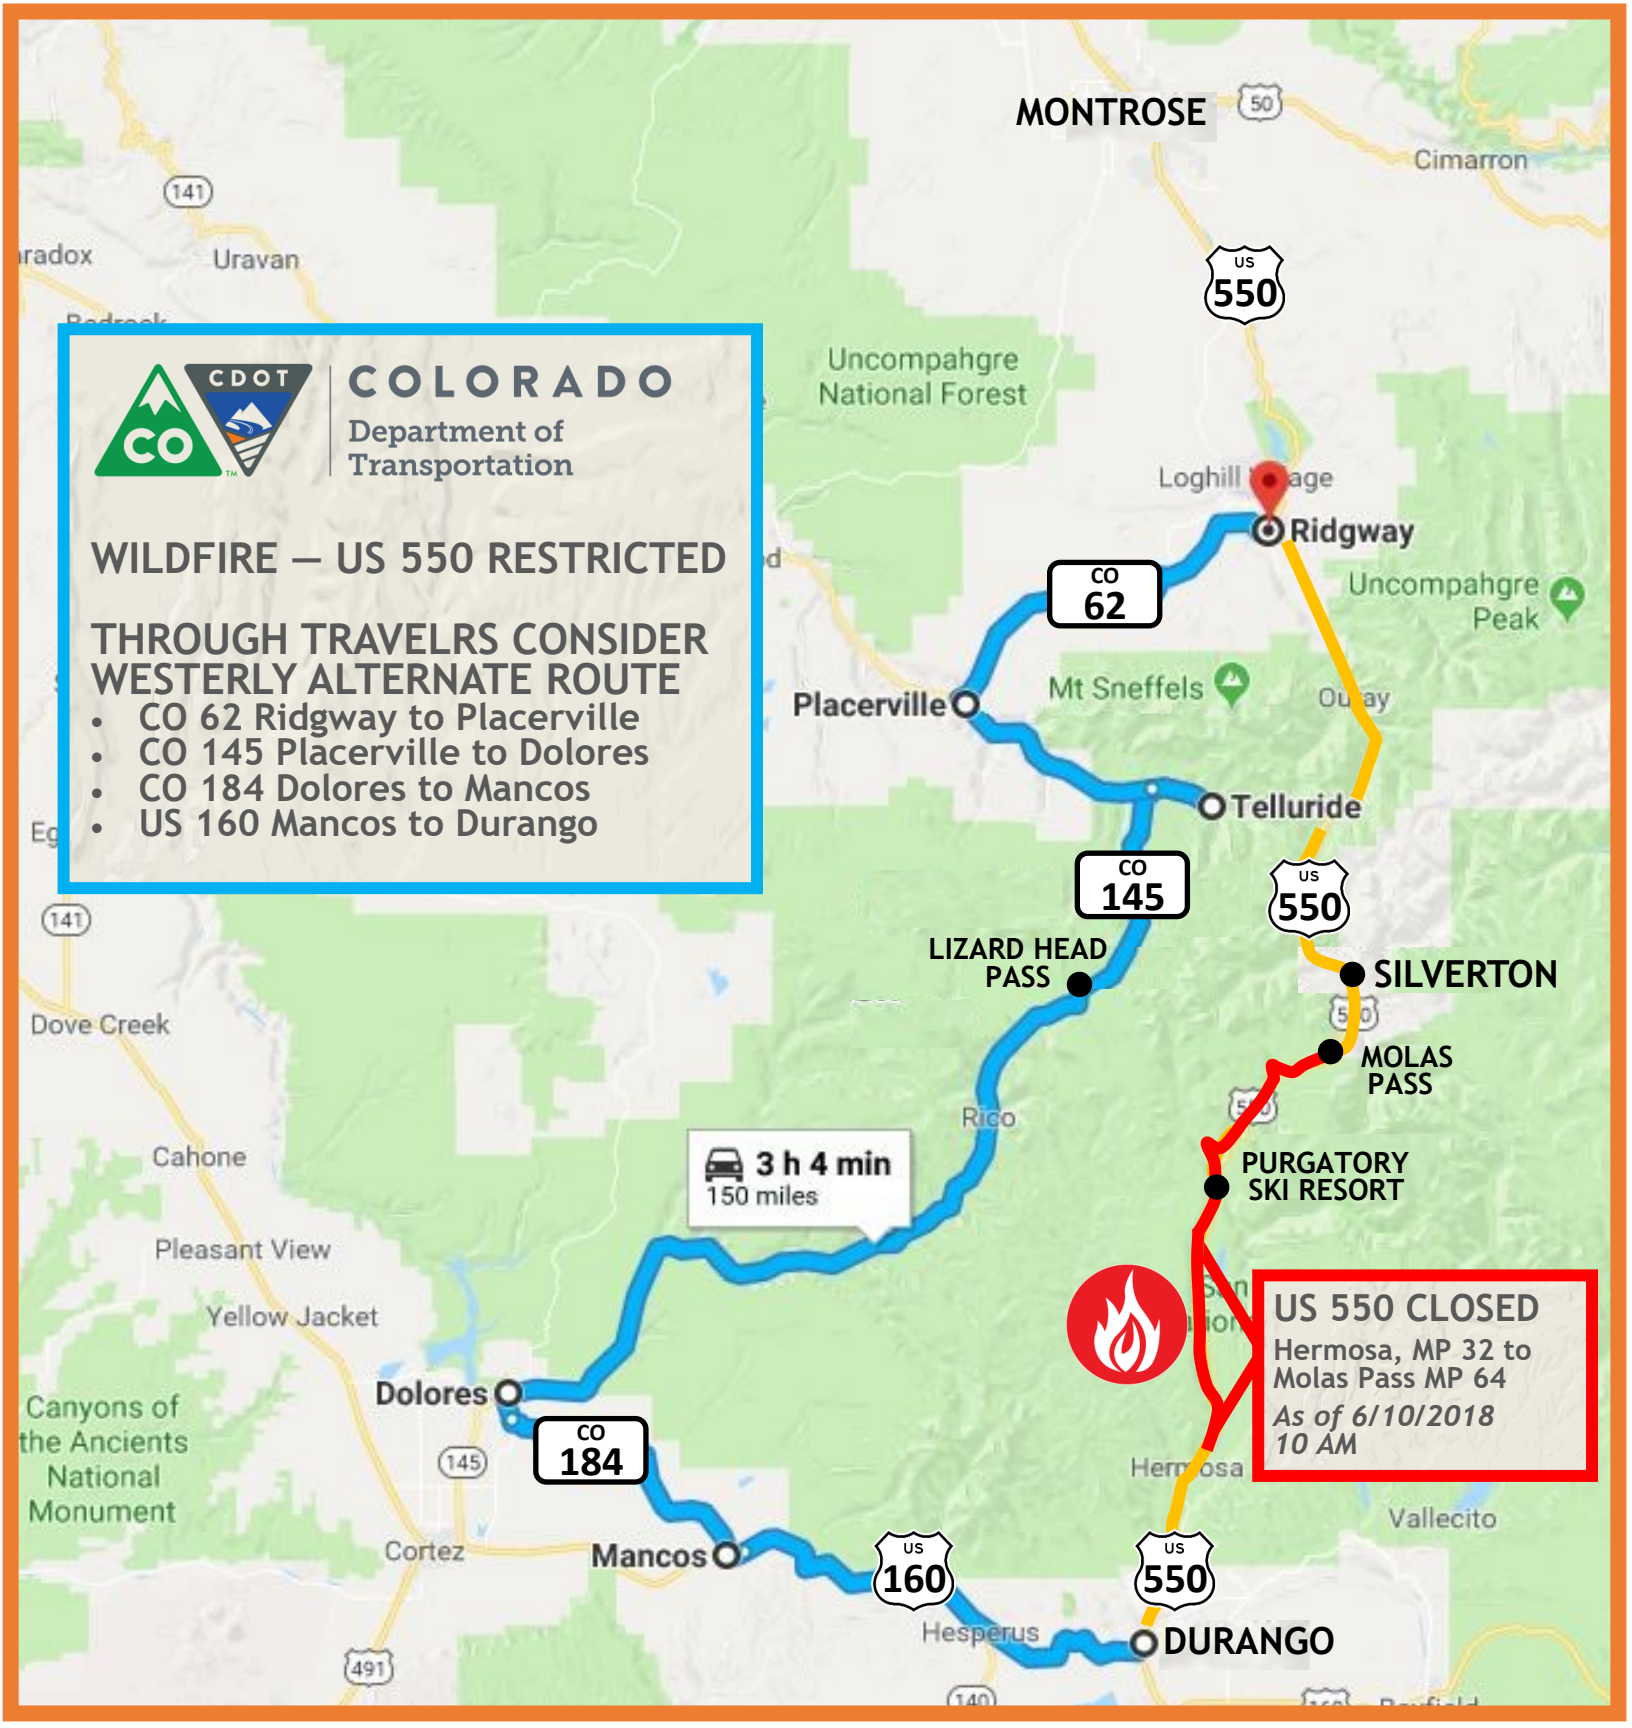 MONTROSE
50
Cimarron
141
radox
Uravan
US
550
Uncompahgre
National Forest
CDOT
CO
TM
COLORADO
Department of
Transportation
WILDFIRE — US 550 RESTRICTED
THROUGH TRAVELRS CONSIDER
WESTERLY ALTERNATE ROUTE
• CO 62 Ridgway to Placerville
• CO 145 Placerville to Dolores
• CO 184 Dolores to Mancos
• US 160 Mancos to Durango
Loghill age
Ridgway
CO
62
Uncompahgre
Peak
Mt Sneffels
Placerville
Telluride
CO
145
US
550
141
LIZARD HEAD
PASS
SILVERTON
Dove Creek
MOLAS
PASS
Rico
Cahone
3 h 4 min
150 miles
PURGATORY
SKI RESORT
Pleasant View
Yellow Jacket
US 550 CLOSED
Hermosa, MP 32 to
Molas Pass MP 64
As of 6/10/2018
10 AM
Dolores
Canyons of
the Ancients
National
Monument
145
CO
184
Hermosa
Vallecito
Cortez
Mancos
US
160
US
550
Hesperus
DURANGO
491
140